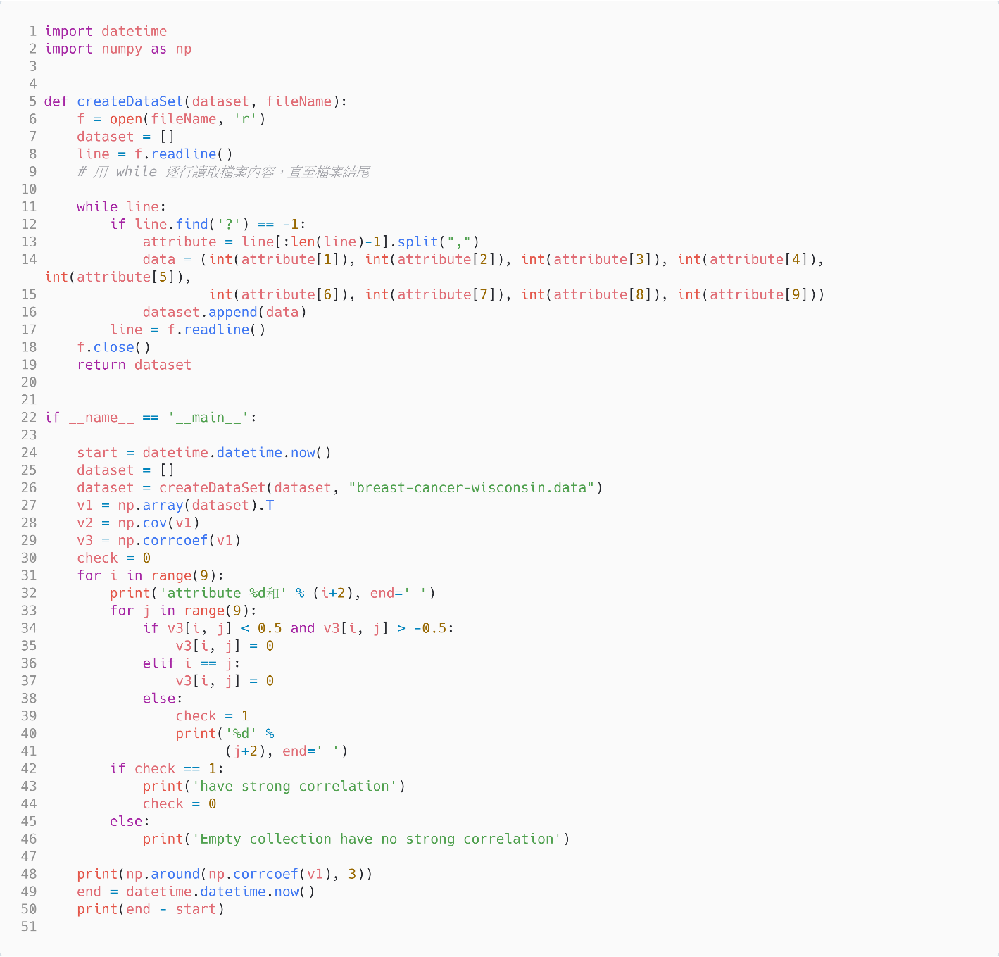 1 import datetime
2 import numpy as np
3
4
5 def createDataSet(dataset, fileName):
6     f = open(fileName, 'r')
7     dataset = []
8     line = f.readline()
9     # 用 while 逐行讀取檔案內容，直至檔案結尾
10
11     while line:
12         if line.find('?') == -1:
13             attribute = line[:len(line)-1].split(",")
14             data = (int(attribute[1]), int(attribute[2]), int(attribute[3]), int(attribute[4]),
int(attribute[5]),
15                     int(attribute[6]), int(attribute[7]), int(attribute[8]), int(attribute[9]))
16             dataset.append(data)
17         line = f.readline()
18     f.close()
19     return dataset
20
21
22 if __name__ == '__main__':
23
24     start = datetime.datetime.now()
25     dataset = []
26     dataset = createDataSet(dataset, "breast-cancer-wisconsin.data")
27     v1 = np.array(dataset).T
28     v2 = np.cov(v1)
29     v3 = np.corrcoef(v1)
30     check = 0
31     for i in range(9):
32         print('attribute %d和' % (i+2), end=' ')
33         for j in range(9):
34             if v3[i, j] < 0.5 and v3[i, j] > -0.5:
35                 v3[i, j] = 0
36             elif i == j:
37                 v3[i, j] = 0
38             else:
39                 check = 1
40                 print('%d' %
41                       (j+2), end=' ')
42         if check == 1:
43             print('have strong correlation')
44             check = 0
45         else:
46             print('Empty collection have no strong correlation')
47
48     print(np.around(np.corrcoef(v1), 3))
49     end = datetime.datetime.now()
50     print(end - start)
51